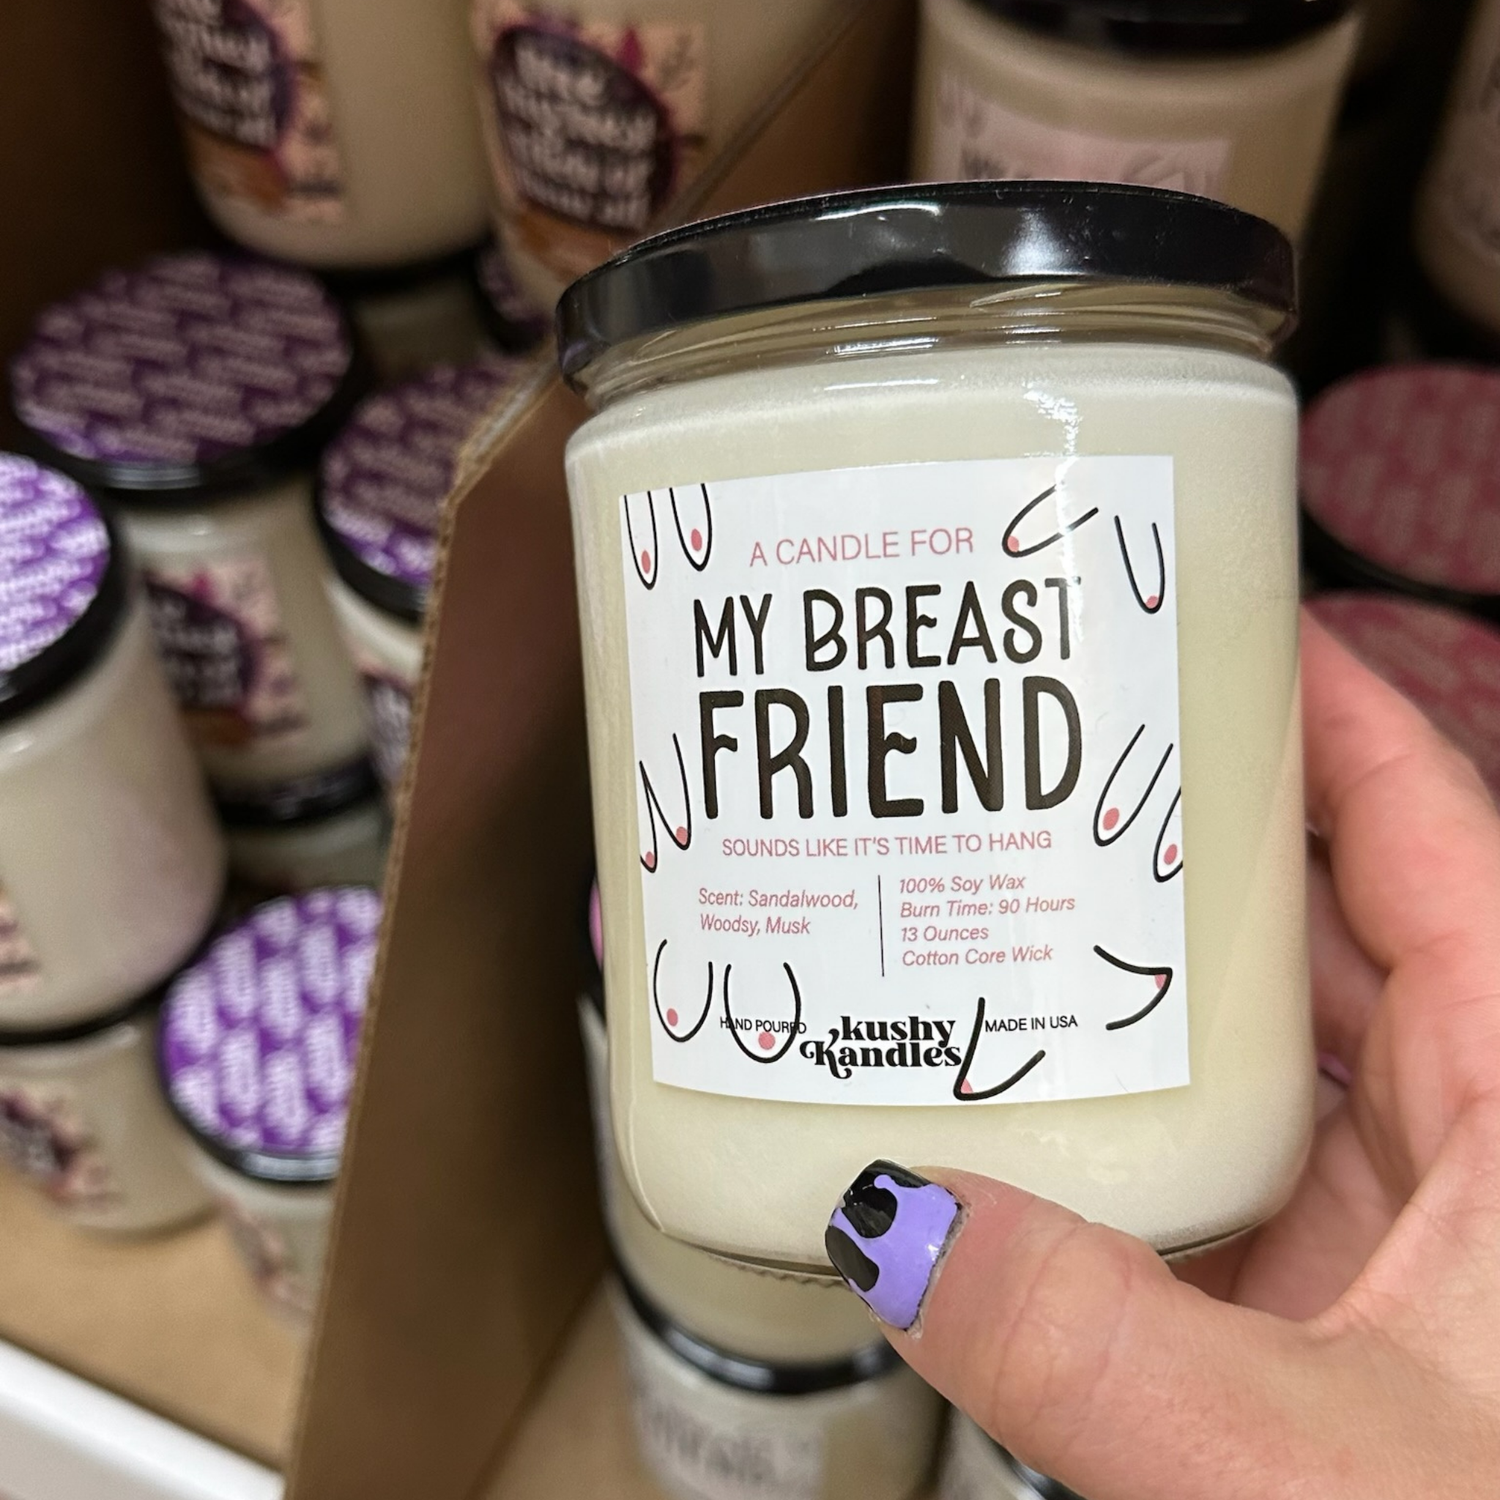 A CANDLE FOR
MY BREAST
FRIEND
SOUNDS LIKE IT'S TIME TO HANG
Scent: Sandalwood,
Woodsy, Musk
100% Soy Wax
Burn Time: 90 Hours
13 Ounces
Cotton Core Wick
HAND POURED
kushy
Kandles
MADE IN USA